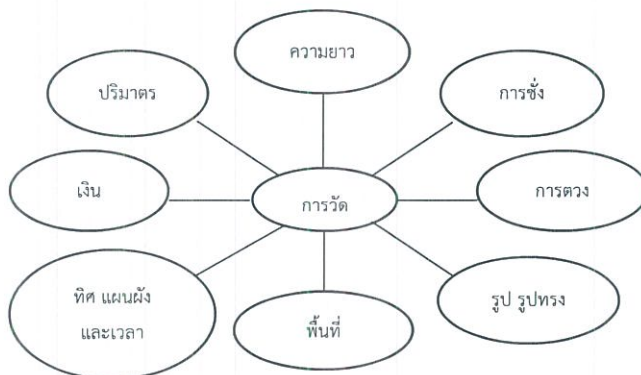 ความยาว
ปริมาตร
การชั่ง
เงิน
การวัด
การตวง
ทิศ แผนผัง
และเวลา
พื้นที่
รูป รูปทรง